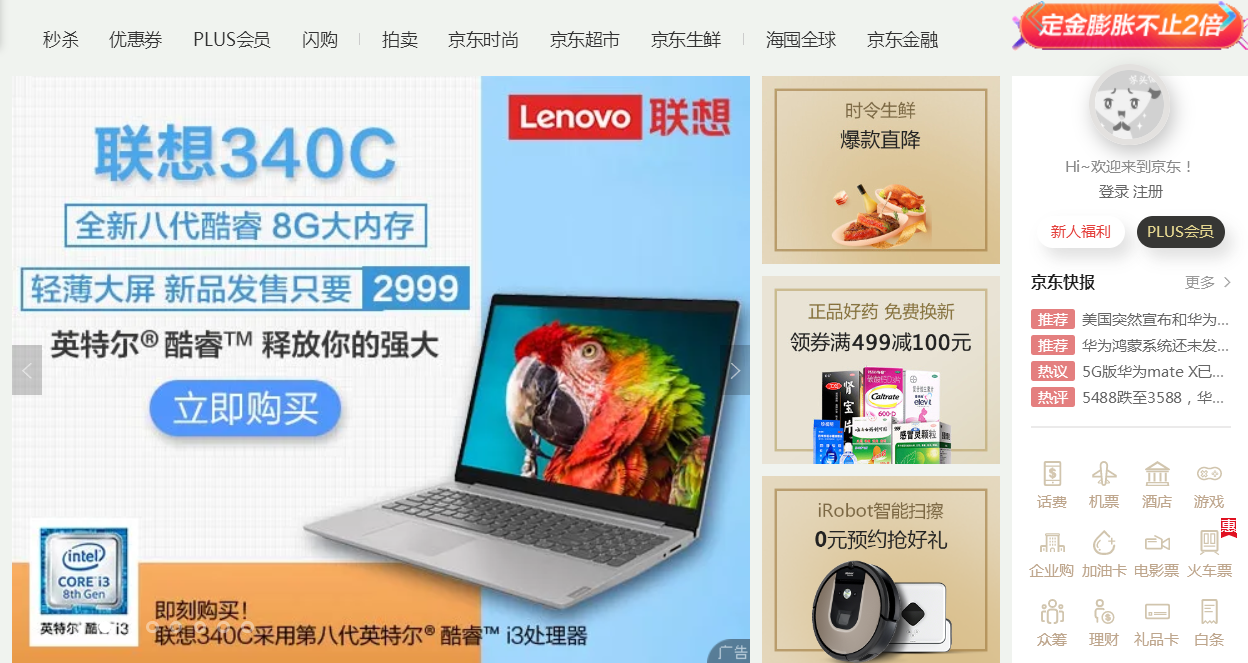 秒杀 优惠券 PLUS会员 闪购 拍卖 京东时尚 京东超市 京东生鲜 海囤全球 京东金融
定金膨胀不止2倍
Lenovo 联想
联想340C
全新八代酷睿 8G大内存
轻薄大屏 新品发售只要 2999
英特尔® 酷睿™ 释放你的强大
立即购买
intel
CORE i3
8th Gen
英特尔® 酷睿 i3
即刻购买!
联想340C采用第八代英特尔® 酷睿™ i3处理器
广告
时令生鲜
爆款直降
正品好药 免费换新
领券满499减100元
肾宝片
Caltrate
600·D
elevit
感冒灵颗粒
iRobot智能扫擦
0元预约抢好礼
Hi~欢迎来到京东!
登录 注册
新人福利 PLUS会员
京东快报 更多
推荐 美国突然宣布和华为...
推荐 华为鸿蒙系统还未发...
热议 5G版华为mate X已...
热评 5488跌至3588,华...
话费 机票 酒店 游戏
惠
企业购 加油卡 电影票 火车票
众筹 理财 礼品卡 白条